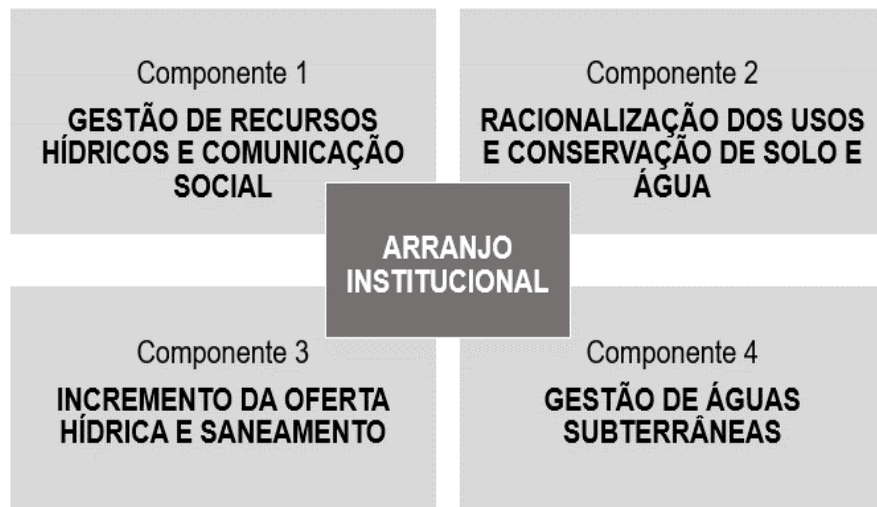 Componente 1
GESTÃO DE RECURSOS
HÍDRICOS E COMUNICAÇÃO
SOCIAL
Componente 2
RACIONALIZAÇÃO DOS USOS
E CONSERVAÇÃO DE SOLO E
ÁGUA
ARRANJO
INSTITUCIONAL
Componente 3
INCREMENTO DA OFERTA
HÍDRICA E SANEAMENTO
Componente 4
GESTÃO DE ÁGUAS
SUBTERRÂNEAS